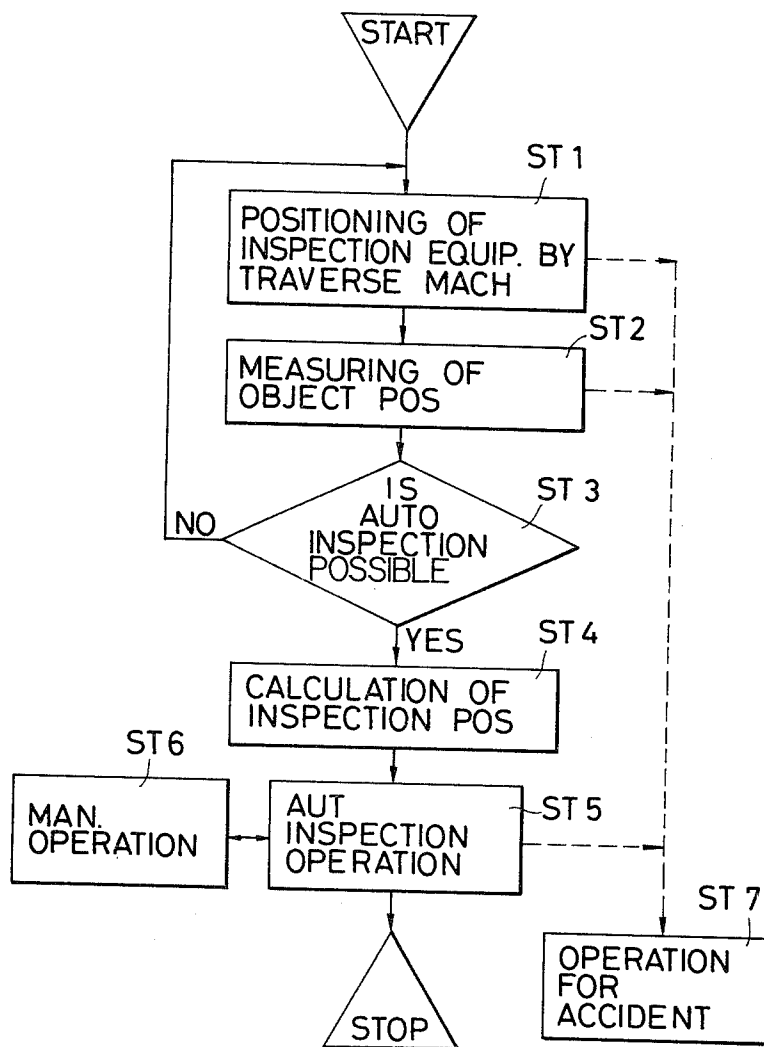 START
ST 1
POSITIONING OF
INSPECTION EQUIP. BY
TRAVERSE MACH
ST 2
MEASURING OF
OBJECT POS
IS
AUTO
INSPECTION
POSSIBLE
ST 3
NO
YES
ST 4
CALCULATION OF
INSPECTION POS
ST 6
MAN.
OPERATION
AUT
INSPECTION
OPERATION
ST 5
ST 7
OPERATION
FOR
ACCIDENT
STOP